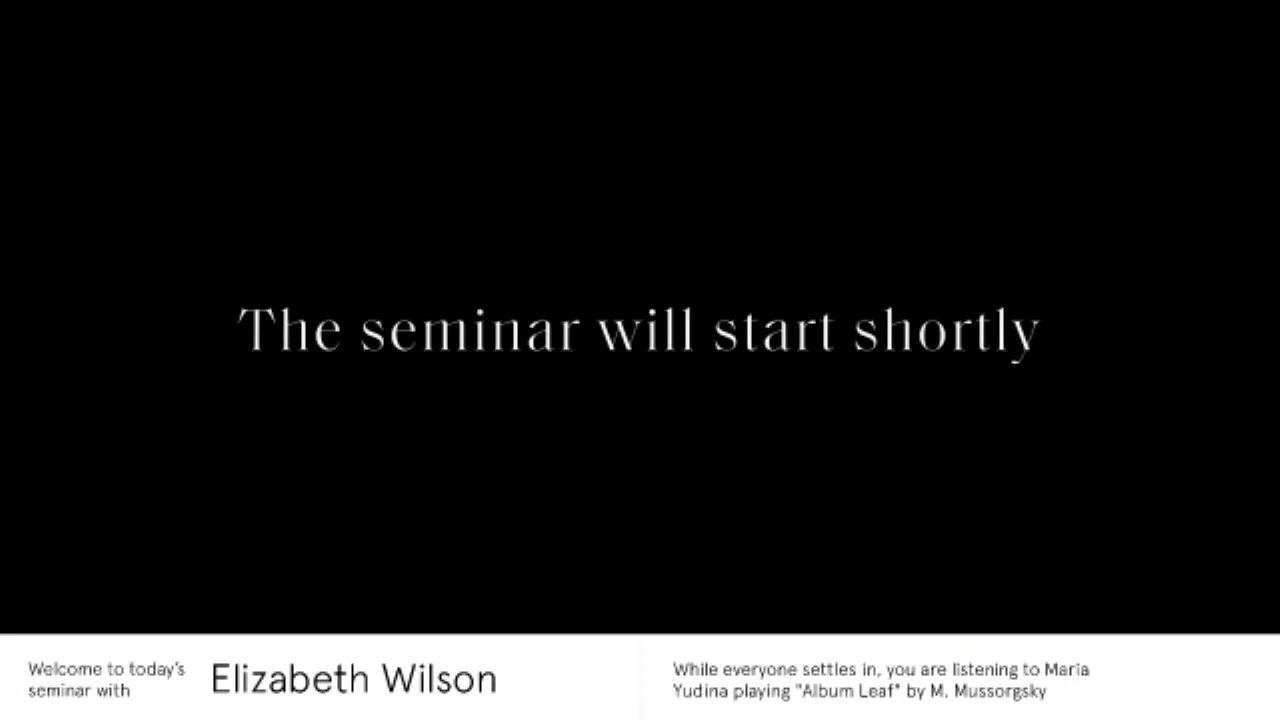 The seminar will start shortly
Welcome to today's
seminar with
Elizabeth Wilson
While everyone settles in, you are listening to Maria
Yudina playing "Album Leaf" by M. Mussorgsky